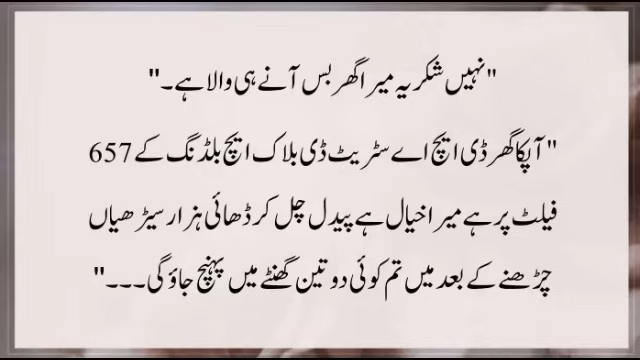 "نہیں شکریہ میرا گھر بس آنے ہی والا ہے۔"
"آپکا گھر ڈی ایچ اے سٹریٹ ڈی بلاک ایچ بلڈنگ کے 657
فیلٹ پر ہے میرا خیال ہے پیدل چل کر ڈھائی ہزار سیڑھیاں
چڑھنے کے بعد میں تم کوئی دو تین گھنٹے میں پہنچ جاؤ گی۔۔۔"